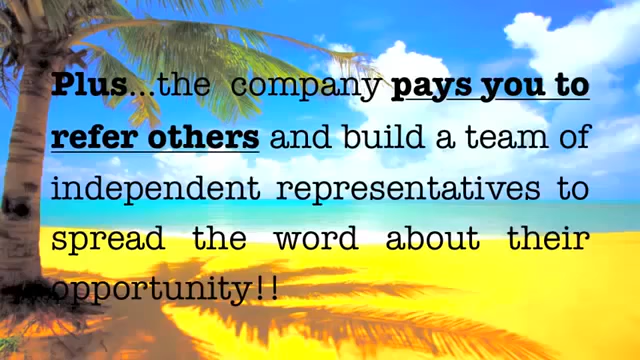 Plus...the company pays you to
refer others and build a team of
independent representatives to
spread the word about their
opportunity!!